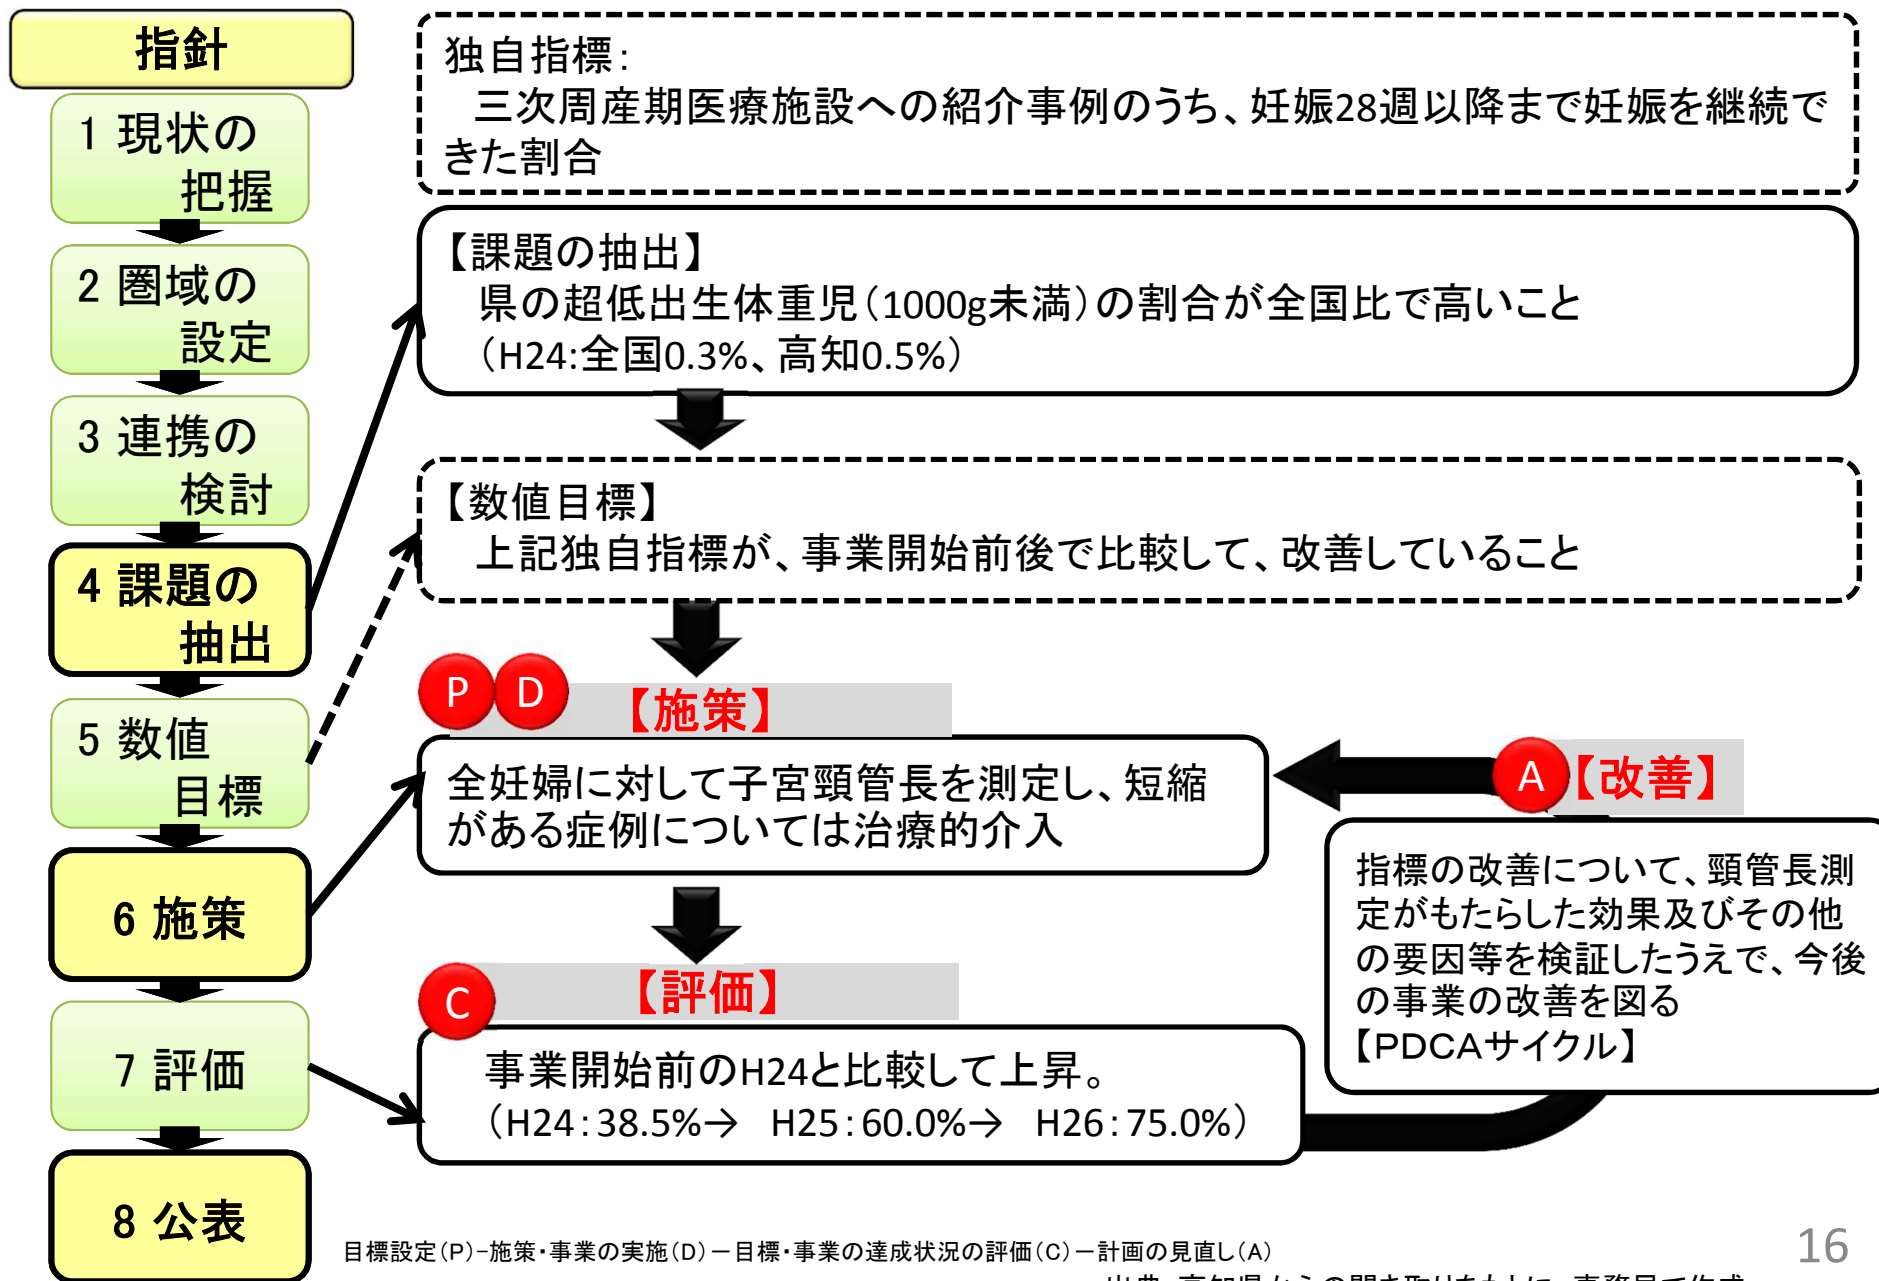 指針
1 現状の
把握
2 圏域の
設定
3 連携の
検討
4 課題の
抽出
5 数値
目標
6 施策
7 評価
8 公表
独自指標：
三次周産期医療施設への紹介事例のうち、妊娠28週以降まで妊娠を継続で
きた割合
【課題の抽出】
県の超低出生体重児（1000g未満）の割合が全国比で高いこと
（H24:全国0.3%、高知0.5%）
【数値目標】
上記独自指標が、事業開始前後で比較して、改善していること
P D 【施策】
全妊婦に対して子宮頸管長を測定し、短縮
がある症例については治療的介入
C 【評価】
事業開始前のH24と比較して上昇。
（H24：38.5%→　H25：60.0%→　H26：75.0%）
A 【改善】
指標の改善について、頸管長測
定がもたらした効果及びその他
の要因等を検証したうえで、今後
の事業の改善を図る
【PDCAサイクル】
目標設定（P）-施策・事業の実施（D）－目標・事業の達成状況の評価（C）－計画の見直し（A）
16